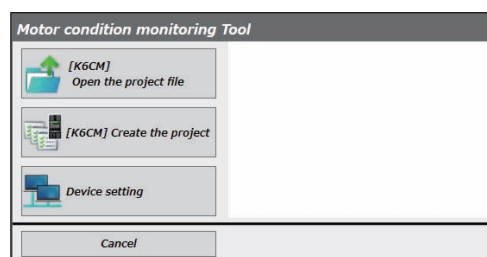 Motor condition monitoring Tool
[K6CM]
Open the project file
[K6CM] Create the project
Device setting
Cancel